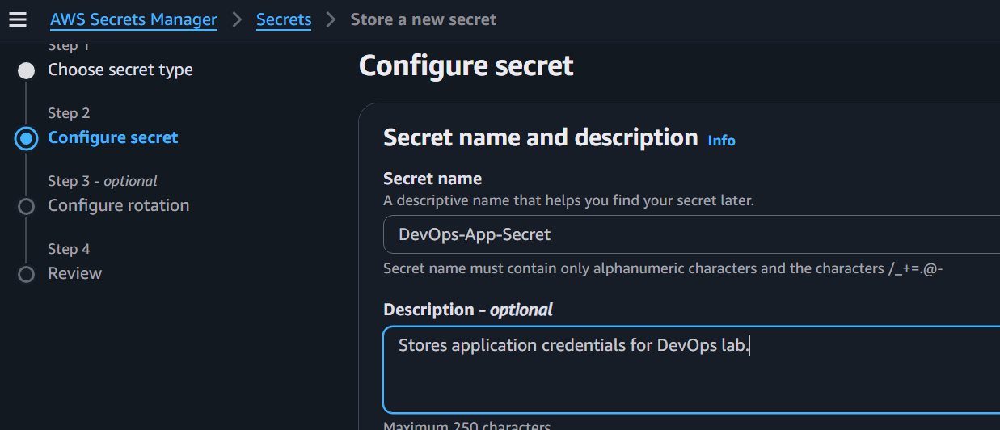 AWS Secrets Manager > Secrets > Store a new secret
Step 1
Choose secret type
Step 2
Configure secret
Step 3 - optional
Configure rotation
Step 4
Review
Configure secret
Secret name and description Info
Secret name
A descriptive name that helps you find your secret later.
DevOps-App-Secret
Secret name must contain only alphanumeric characters and the characters /_+=.@-
Description - optional
Stores application credentials for DevOps lab.
Maximum 250 characters